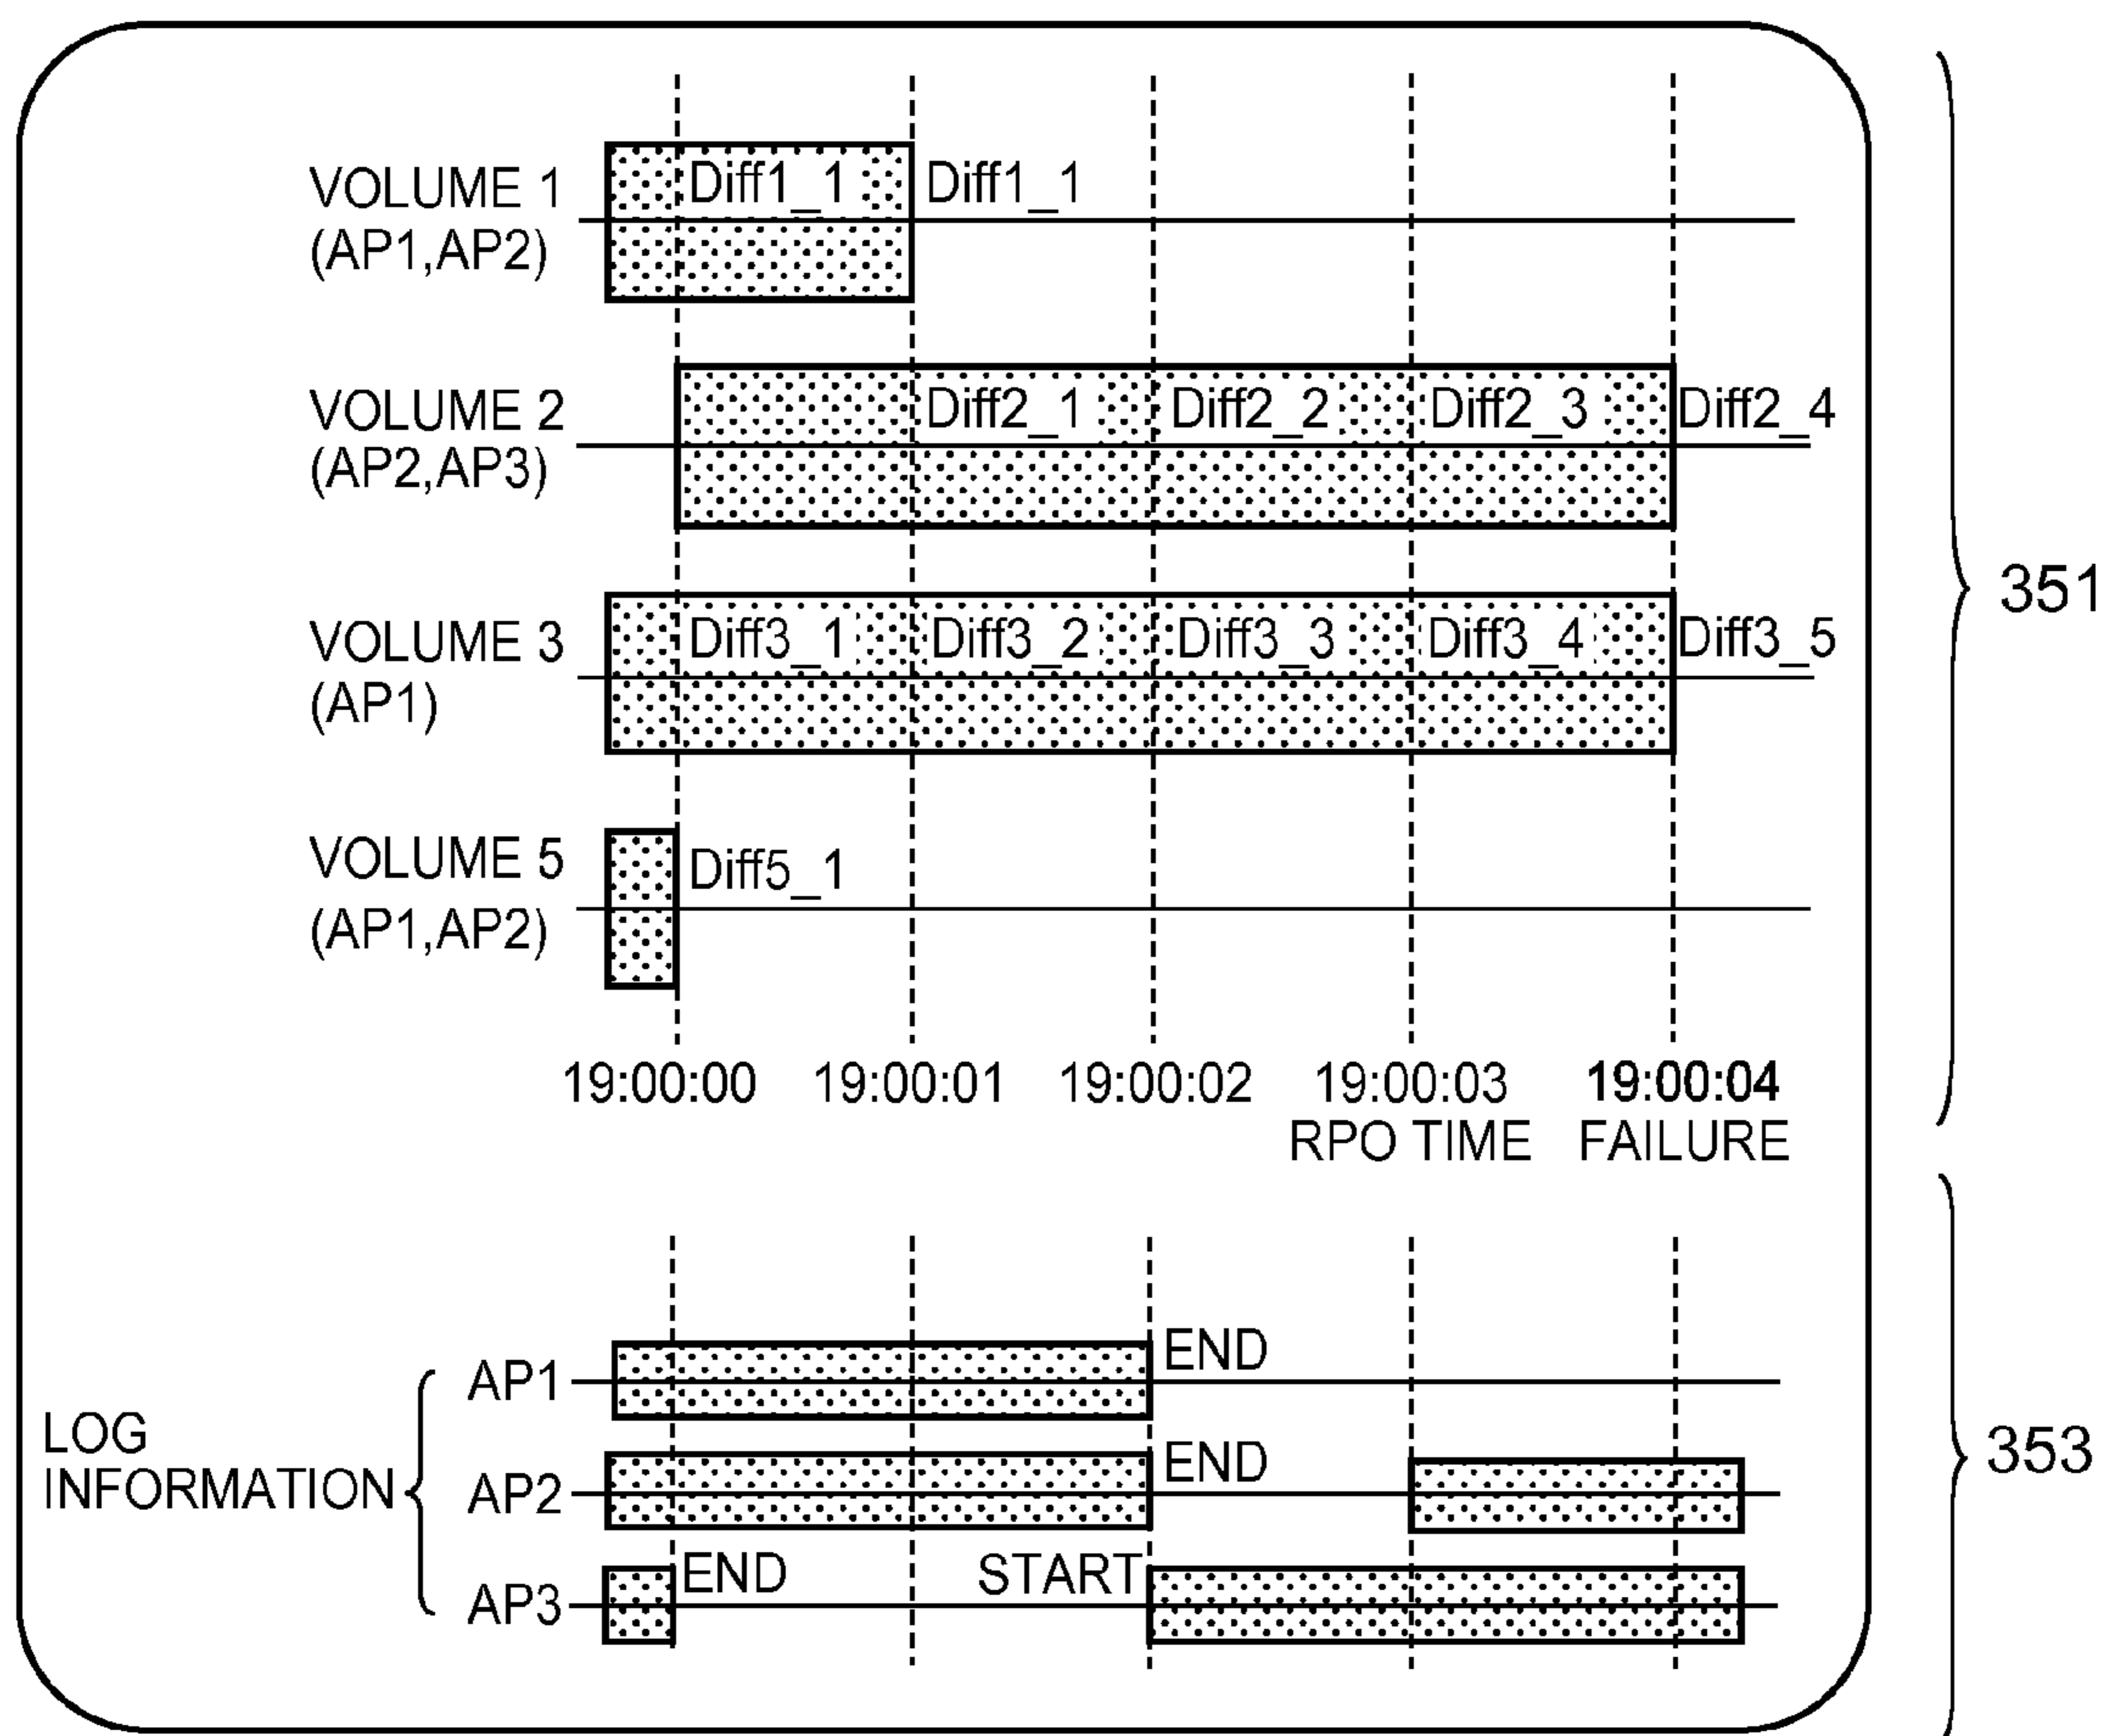 VOLUME 1 Diff1_1 Diff1_1
(AP1,AP2)
VOLUME 2 Diff2_1 Diff2_2 Diff2_3 Diff2_4
(AP2,AP3)
351
VOLUME 3 Diff3_1 Diff3_2 Diff3_3 Diff3_4 Diff3_5
(AP1)
VOLUME 5 Diff5_1
(AP1,AP2)
19:00:00 19:00:01 19:00:02 19:00:03 19:00:04
RPO TIME FAILURE
END
AP1
LOG
INFORMATION
END
AP2
353
END START
AP3